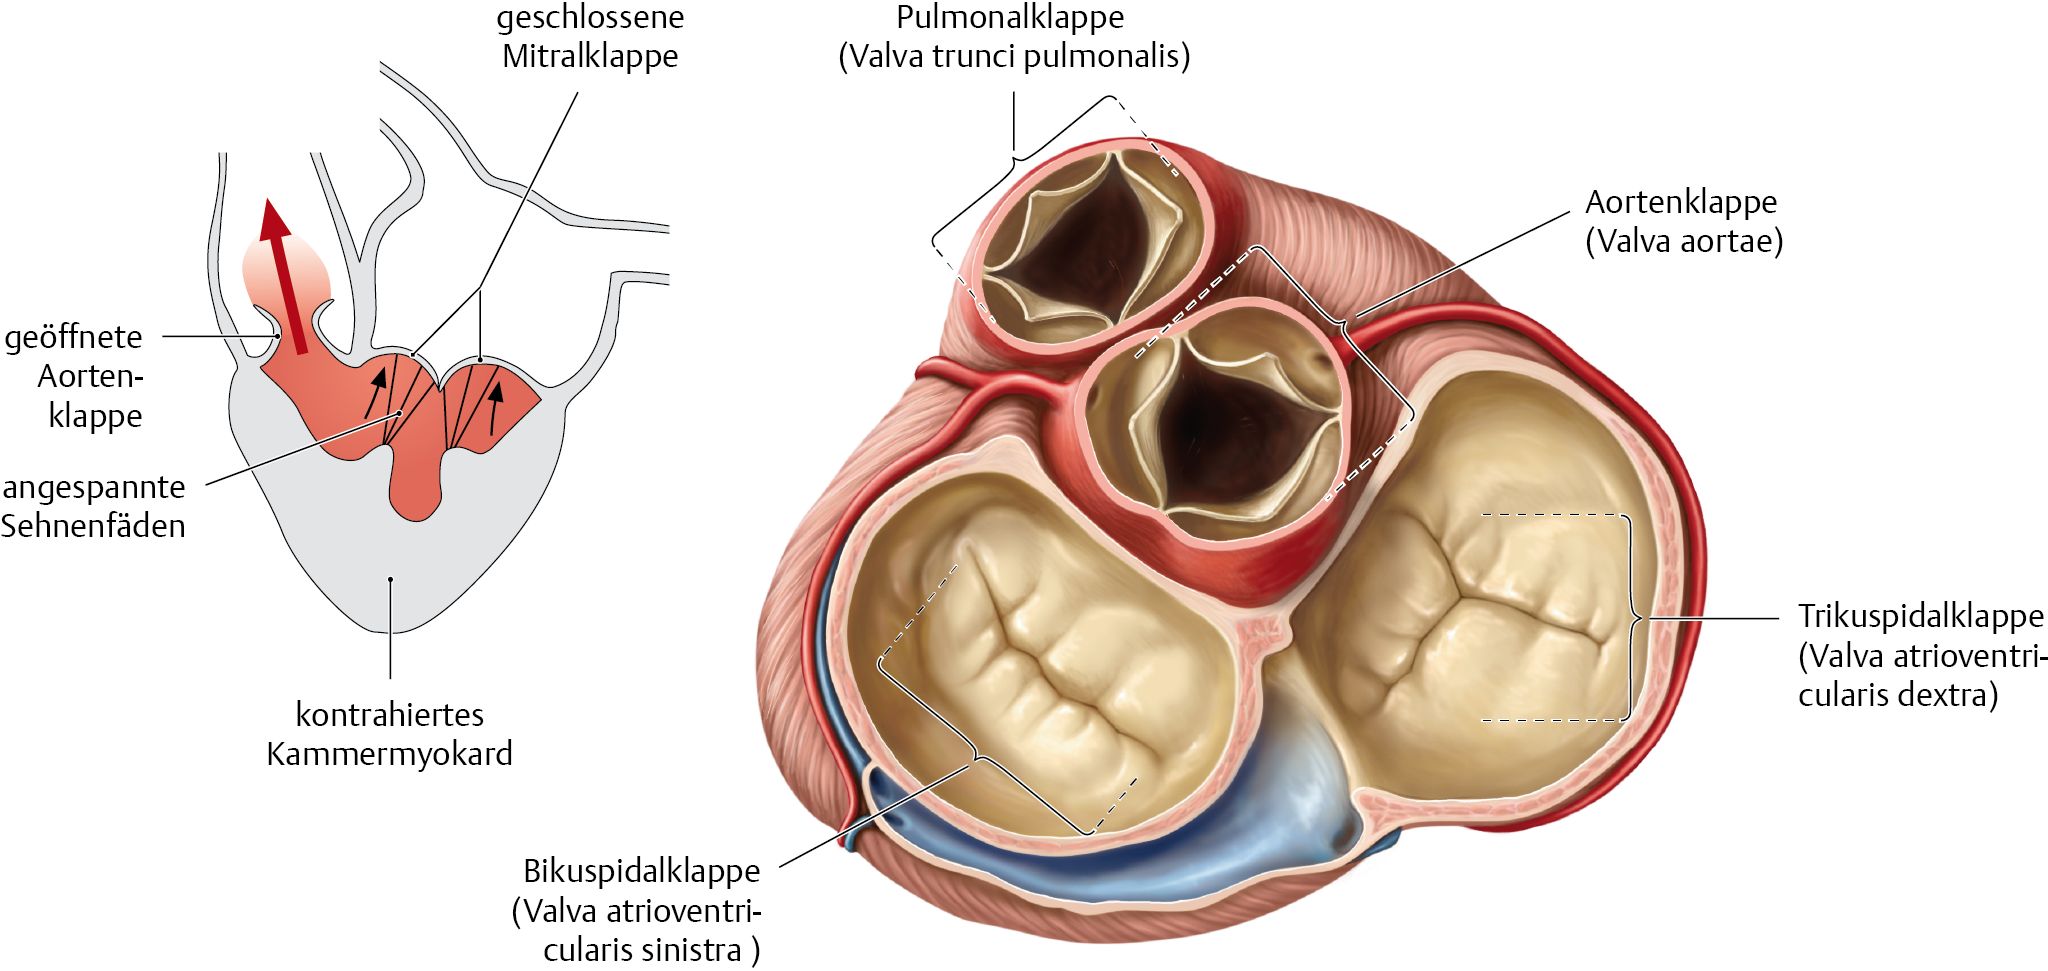 geschlossene
Mitralklappe
geöffnete
Aorten-
klappe
angespannte
Sehnenfäden
kontrahiertes
Kammermyokard
Pulmonalklappe
(Valva trunci pulmonalis)
Aortenklappe
(Valva aortae)
Trikuspidalklappe
(Valva atrioventri-
cularis dextra)
Bikuspidalklappe
(Valva atrioventri-
cularis sinistra )